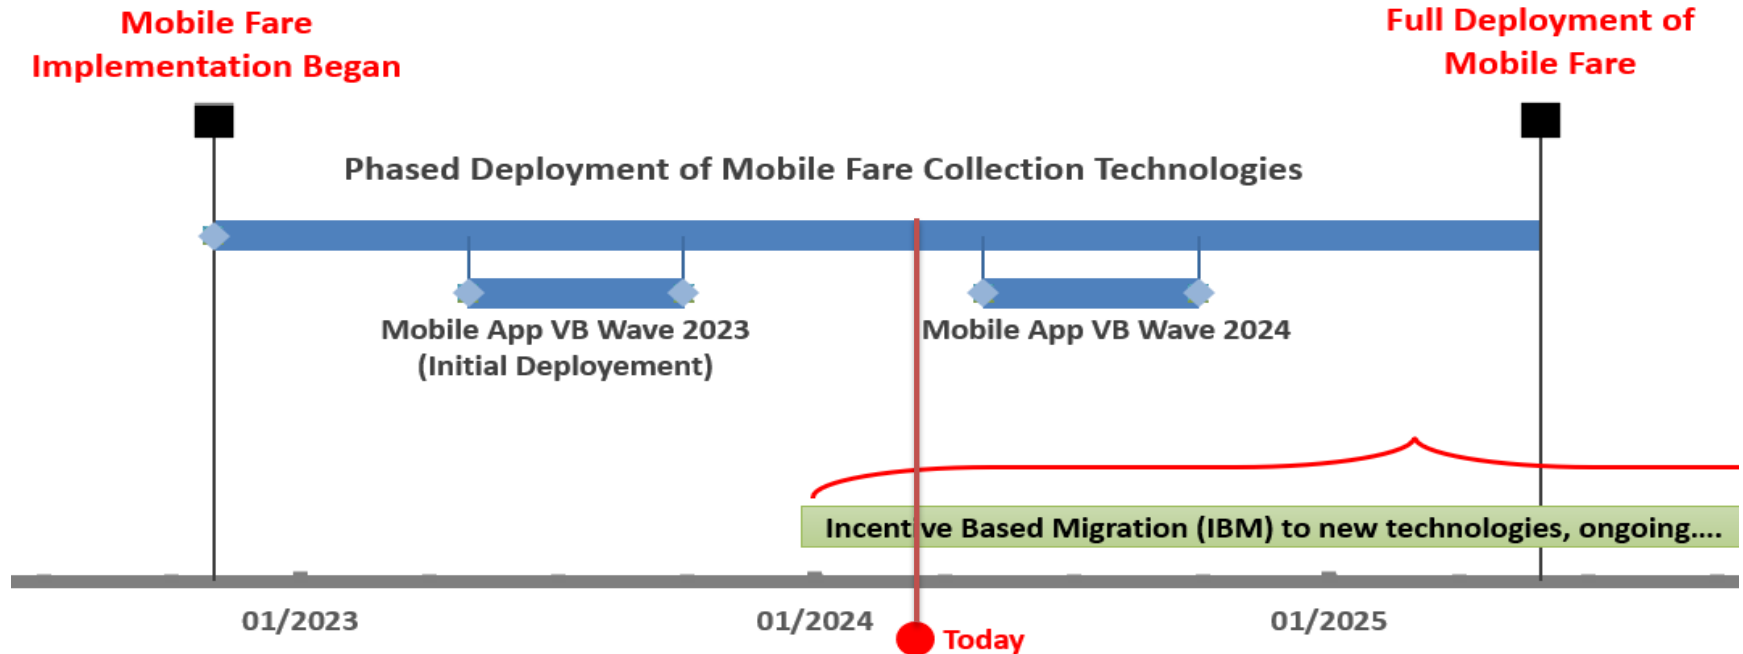 Mobile Fare
Implementation Began
Full Deployment of
Mobile Fare
Phased Deployment of Mobile Fare Collection Technologies
Mobile App VB Wave 2023
(Initial Deployement)
Mobile App VB Wave 2024
Incentive Based Migration (IBM) to new technologies, ongoing....
01/2023
01/2024
01/2025
Today